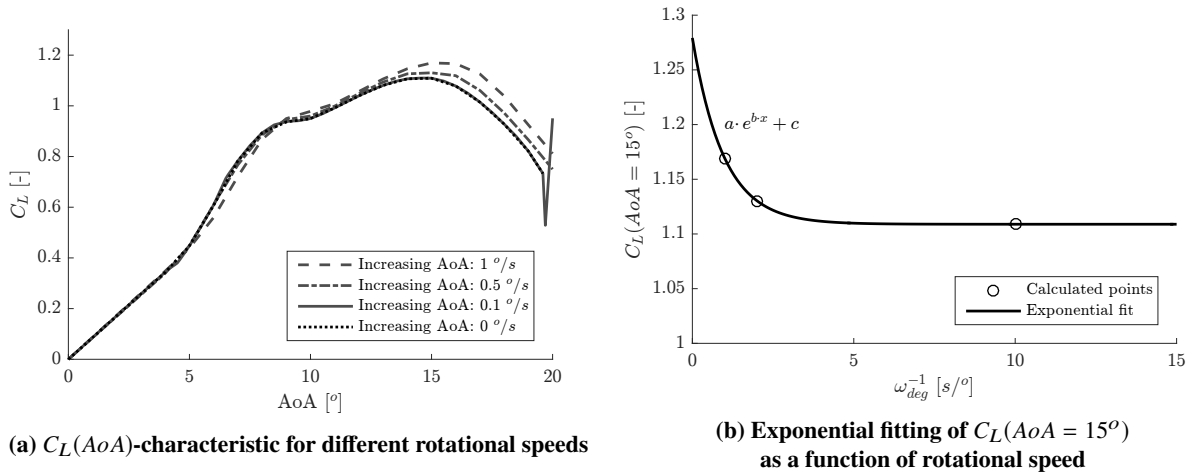 1.2
1
0.8
0.6
0.4
0.2
0
C_L [-]
0 5 10 15 20
AoA [°]
Increasing AoA: 1 °/s
Increasing AoA: 0.5 °/s
Increasing AoA: 0.1 °/s
Increasing AoA: 0 °/s
(a) C_L(AoA)-characteristic for different rotational speeds
1.3
1.25
1.2
1.15
1.1
1.05
1
C_L(AoA = 15°) [-]
a·e^{b·x} + c
Calculated points
Exponential fit
0 5 10 15
ω_{deg}^{-1} [s/°]
(b) Exponential fitting of C_L(AoA = 15°)
as a function of rotational speed